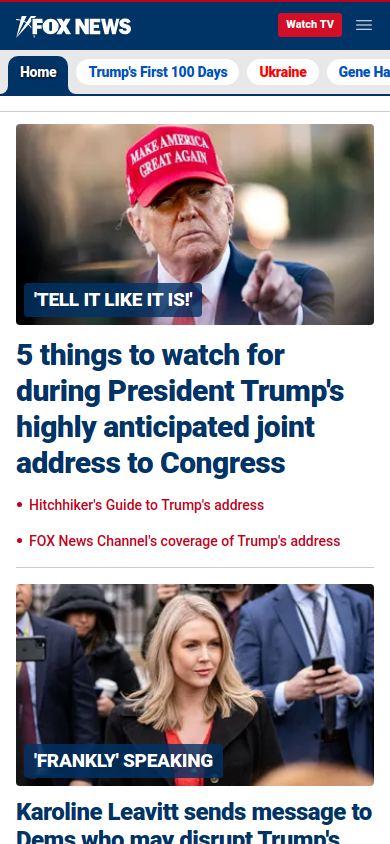 FOX NEWS
Watch TV
Home
Trump's First 100 Days
Ukraine
Gene Ha
MAKE AMERICA
GREAT AGAIN
'TELL IT LIKE IT IS!'
5 things to watch for
during President Trump's
highly anticipated joint
address to Congress
• Hitchhiker's Guide to Trump's address
• FOX News Channel's coverage of Trump's address
'FRANKLY' SPEAKING
Karoline Leavitt sends message to
Dems who may disrupt Trump's